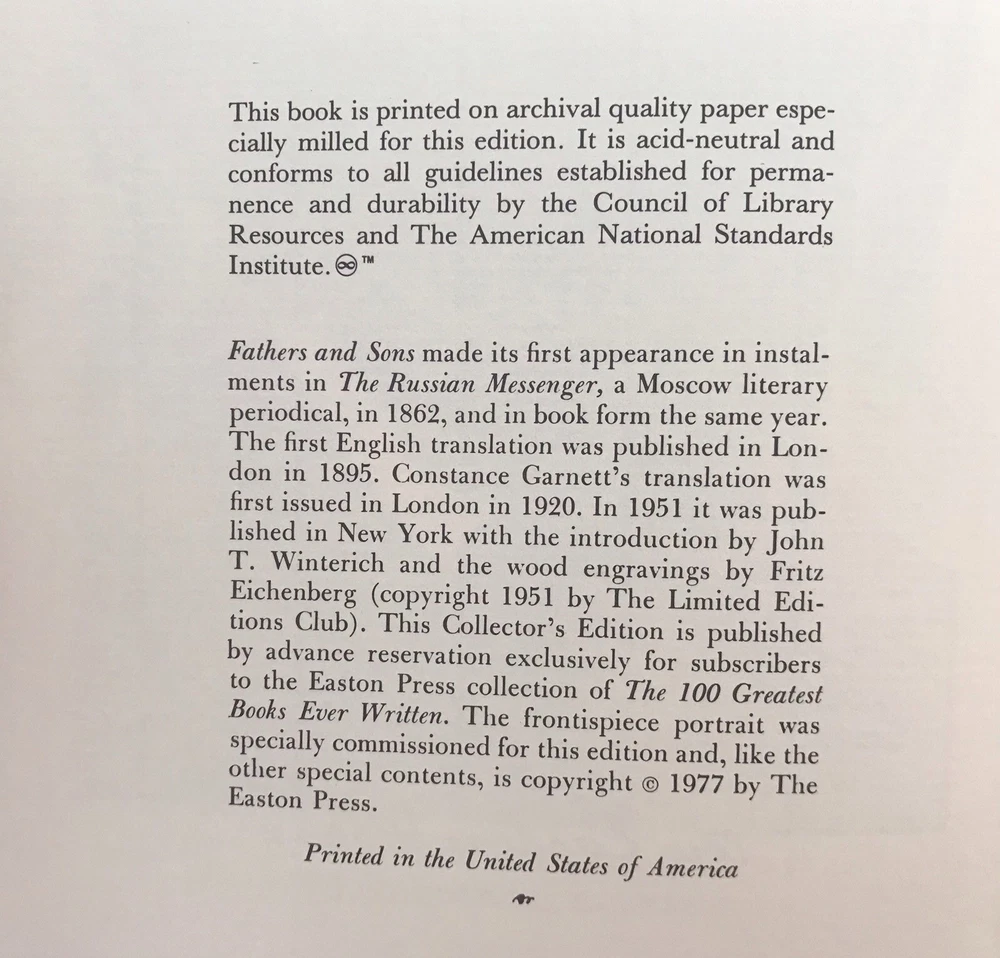 This book is printed on archival quality paper espe-
cially milled for this edition. It is acid-neutral and
conforms to all guidelines established for perma-
nence and durability by the Council of Library
Resources and The American National Standards
Institute. ♾™
Fathers and Sons made its first appearance in instal-
ments in The Russian Messenger, a Moscow literary
periodical, in 1862, and in book form the same year.
The first English translation was published in Lon-
don in 1895. Constance Garnett's translation was
first issued in London in 1920. In 1951 it was pub-
lished in New York with the introduction by John
T. Winterich and the wood engravings by Fritz
Eichenberg (copyright 1951 by The Limited Edi-
tions Club). This Collector's Edition is published
by advance reservation exclusively for subscribers
to the Easton Press collection of The 100 Greatest
Books Ever Written. The frontispiece portrait was
specially commissioned for this edition and, like the
other special contents, is copyright © 1977 by The
Easton Press.
Printed in the United States of America